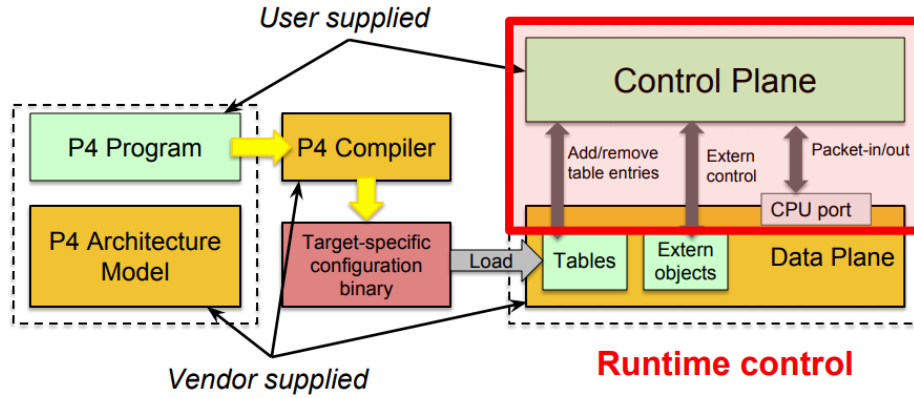 User supplied
Control Plane
P4 Program
P4 Compiler
Add/remove
table entries
Extern
control
Packet-in/out
CPU port
P4 Architecture
Model
Target-specific
configuration
binary
Load
Tables
Extern
objects
Data Plane
Vendor supplied
Runtime control